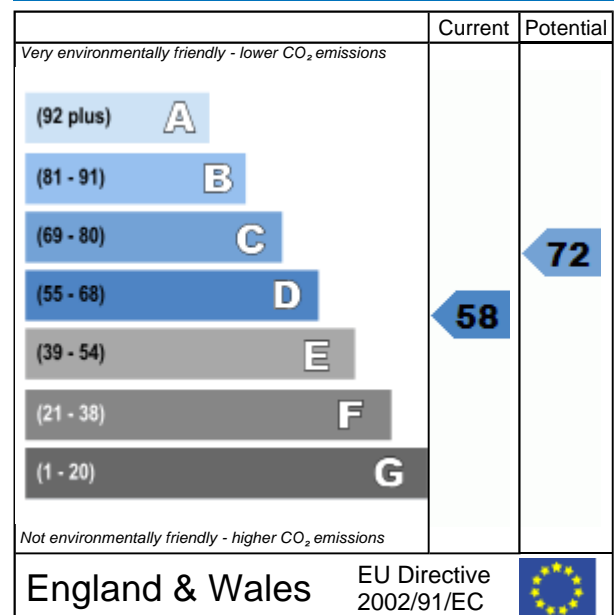 Current Potential
Very environmentally friendly - lower CO₂ emissions
(92 plus) A
(81 - 91) B
(69 - 80) C
72
(55 - 68) D
58
(39 - 54) E
(21 - 38) F
(1 - 20) G
Not environmentally friendly - higher CO₂ emissions
England & Wales
EU Directive
2002/91/EC